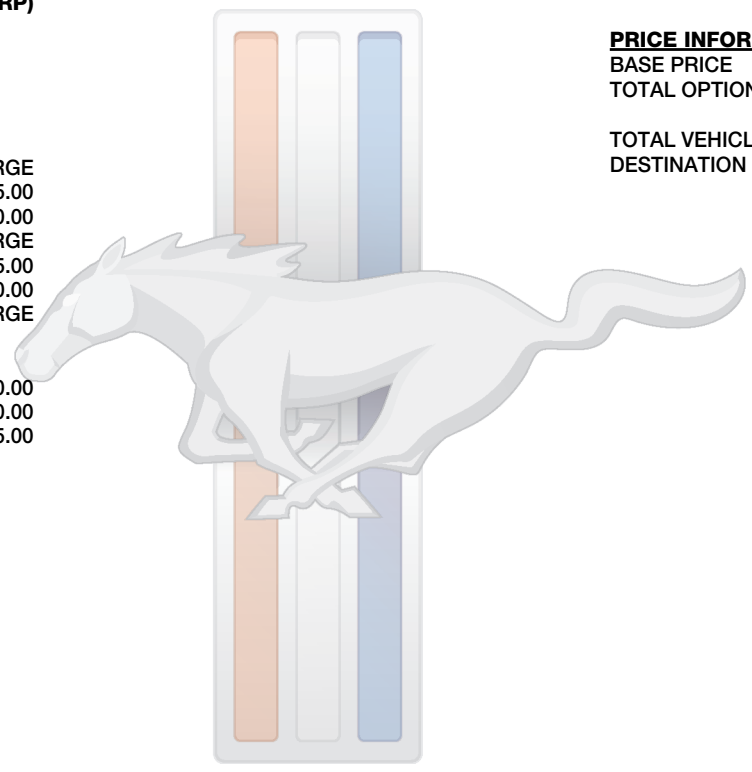 RP)
RGE
5.00
0.00
RGE
5.00
0.00
RGE
0.00
0.00
5.00
PRICE INFOR
BASE PRICE
TOTAL OPTION
TOTAL VEHICL
DESTINATION